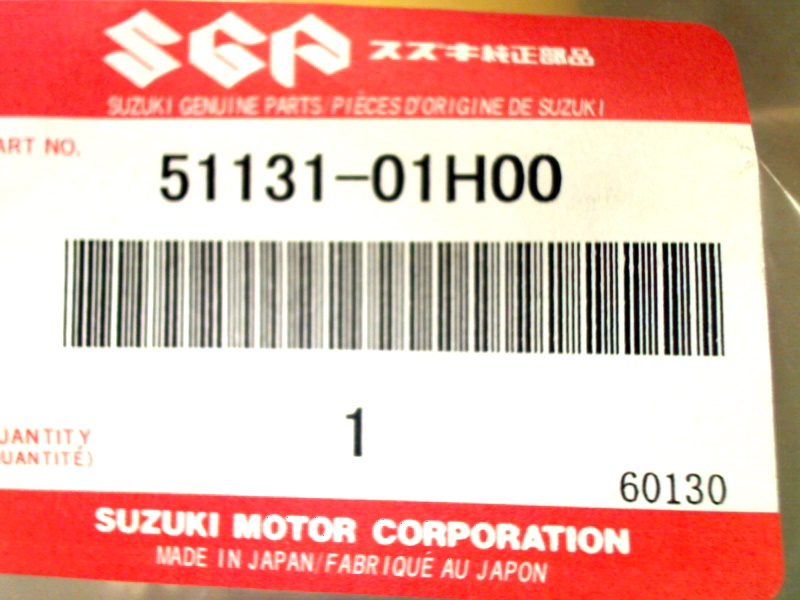 SGP スズキ純正部品
SUZUKI GENUINE PARTS/PIÈCES D'ORIGINE DE SUZUKI
ART NO.
51131-01H00
1
UANTITY
UANTITÉ)
60130
SUZUKI MOTOR CORPORATION
MADE IN JAPAN/FABRIQUÉ AU JAPON